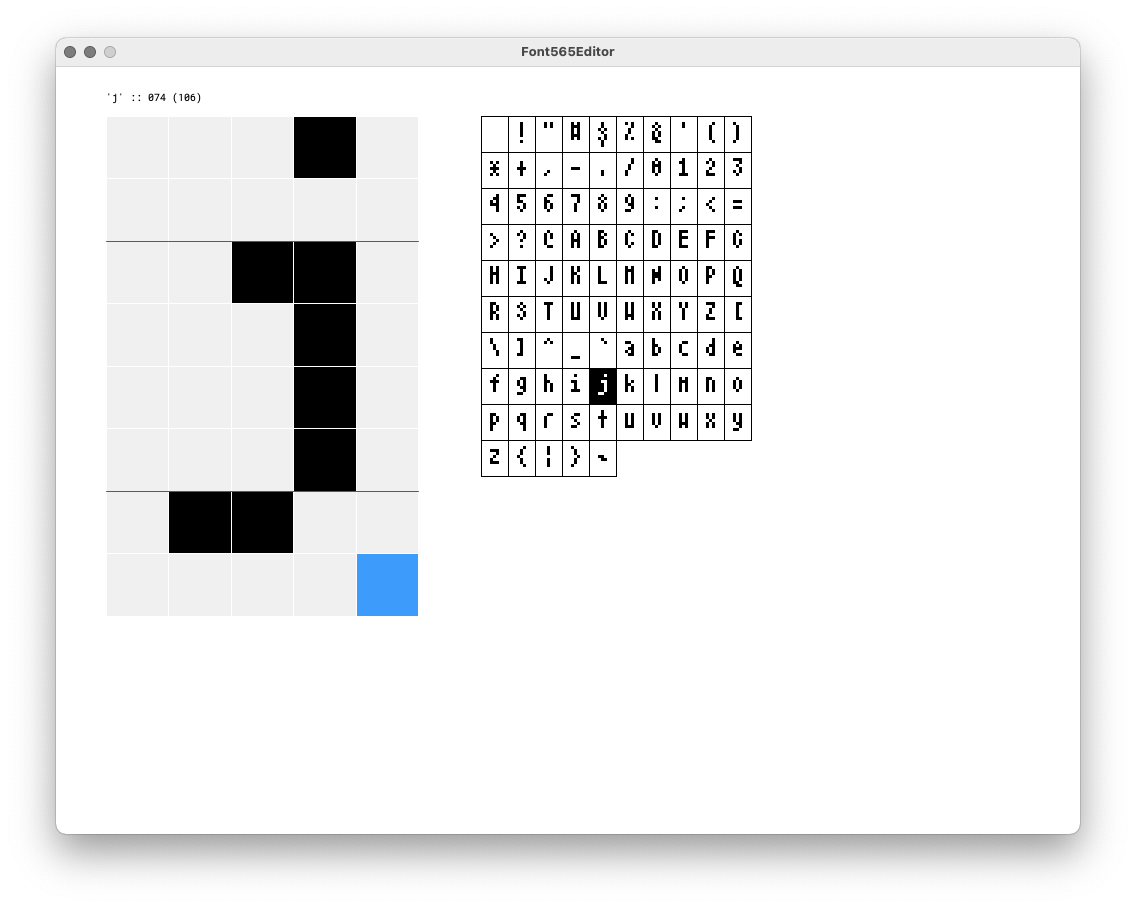 Font565Editor
'j' :: 074 (106)
! " # $ % & ' ( )
* + , - . / 0 1 2 3
4 5 6 7 8 9 : ; < =
> ? @ A B C D E F G
H I J K L M N O P Q
R S T U V W X Y Z [
\ ] ^ _ ` a b c d e
f g h i j k l m n o
p q r s t u v w x y
z { | } ~